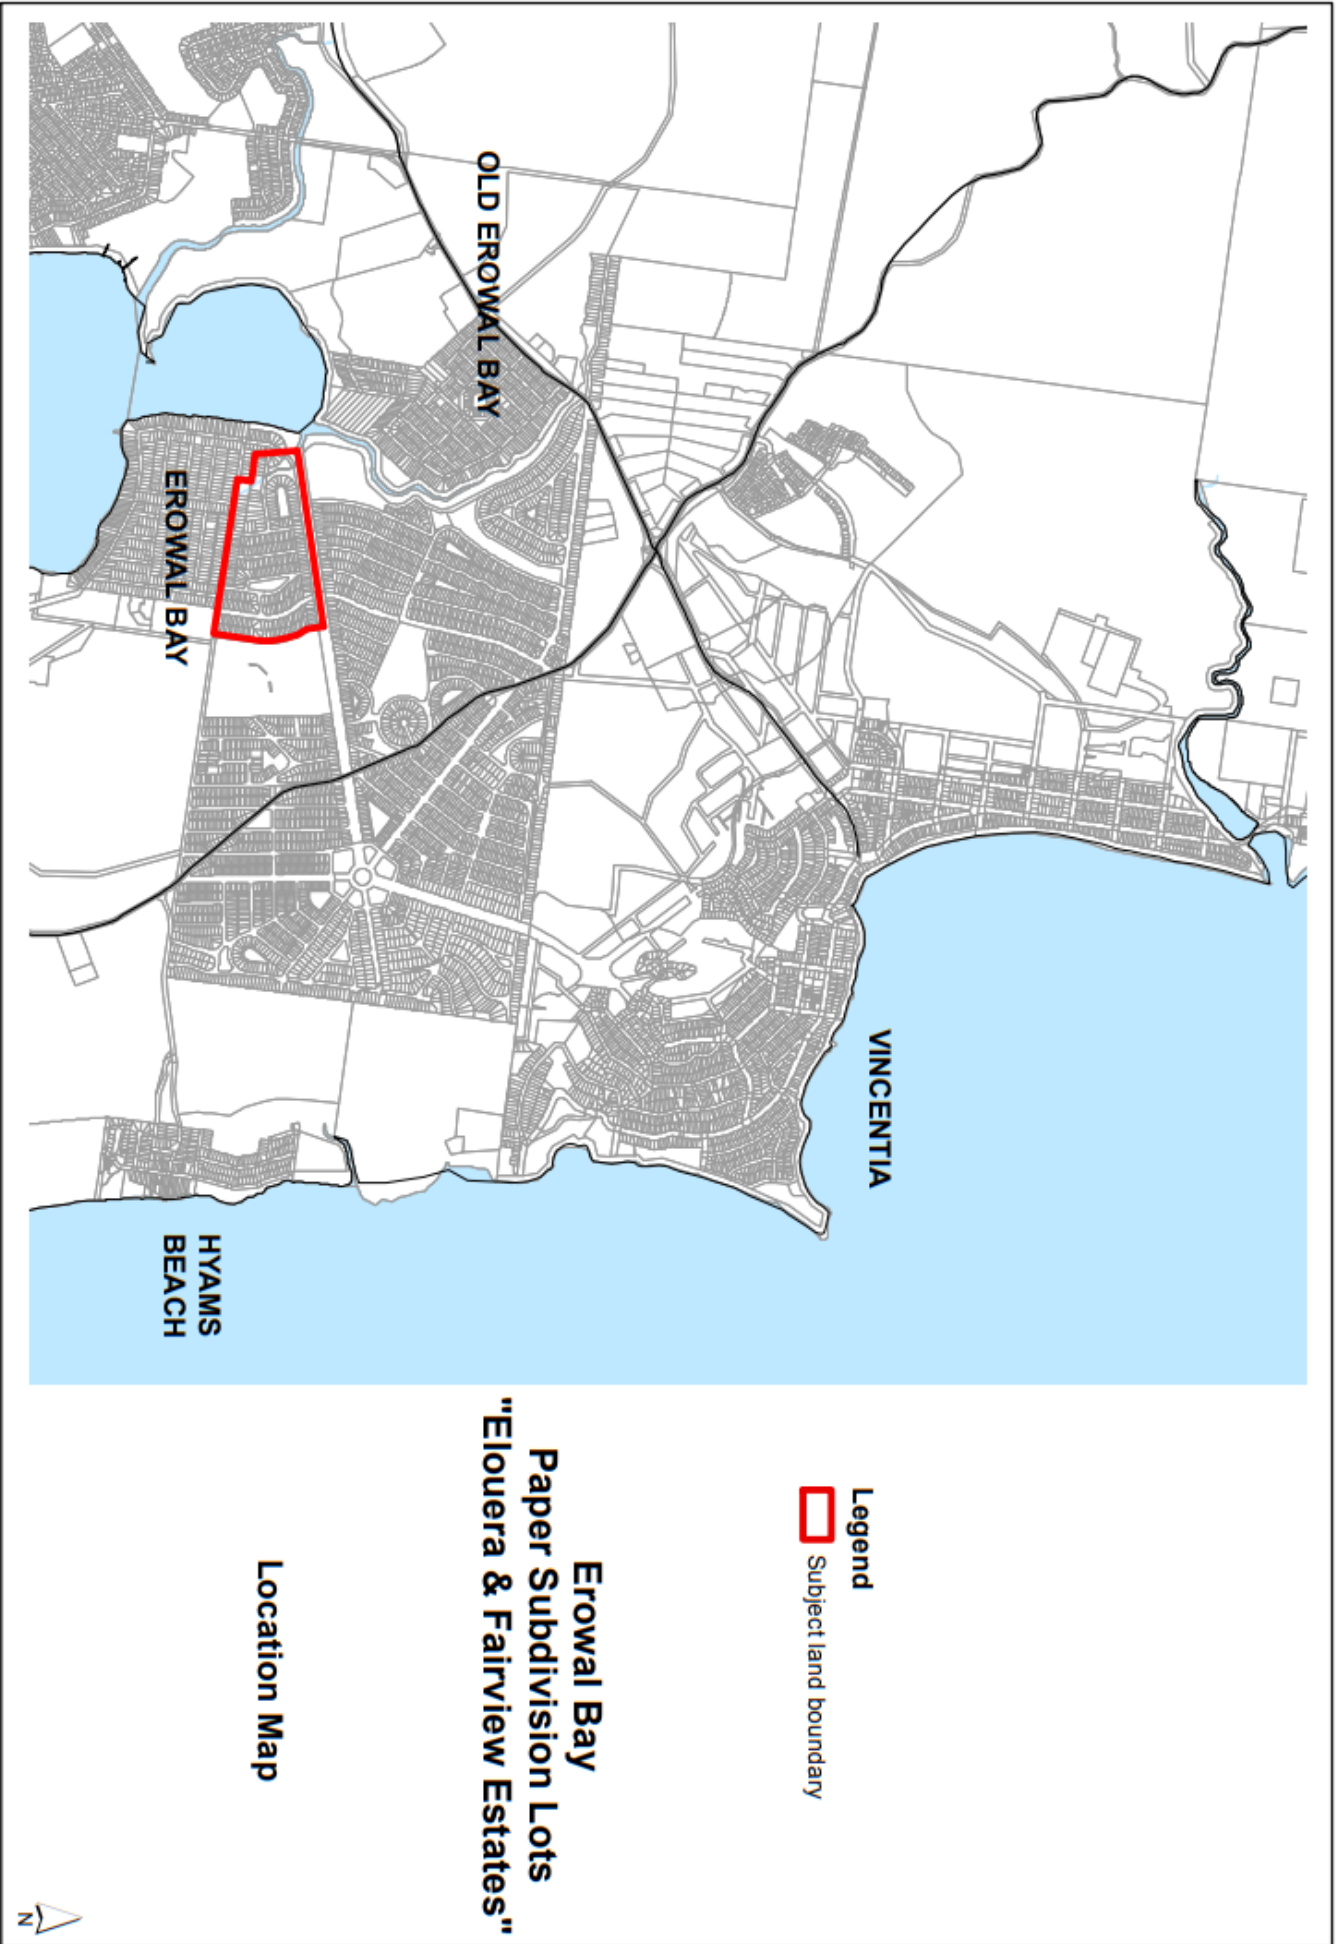 OLD EROWAL BAY
EROWAL BAY
VINCENTIA
HYAMS
BEACH
Legend
Subject land boundary
Erowal Bay
Paper Subdivision Lots
"Elouera & Fairview Estates"
Location Map
N